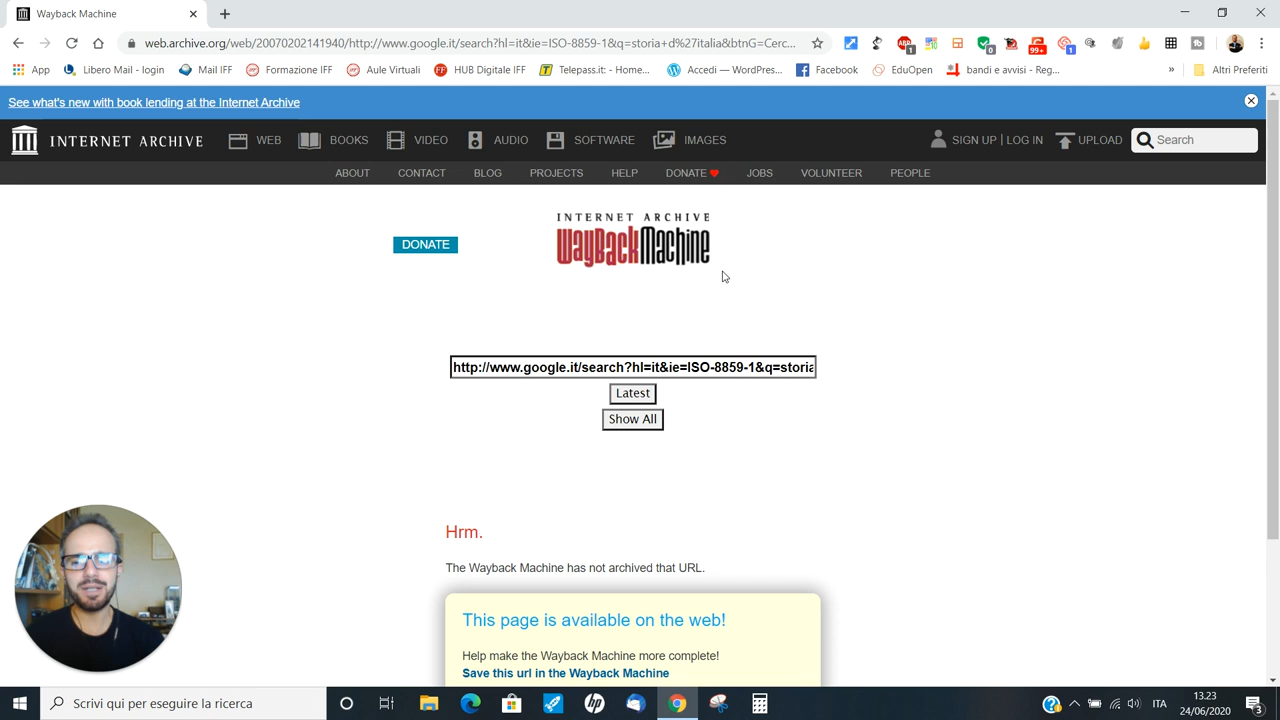 Wayback Machine
web.archive.org/web/20070202141043/http://www.google.it/search?hl=it&ie=ISO-8859-1&q=storia+d%27italia&btnG=Cerc...
App Libero Mail - login Mail IFF Formazione IFF Aule Virtuali HUB Digitale IFF Telepass.it: - Home... Accedi — WordPres... Facebook EduOpen bandi e avvisi - Reg... » Altri Preferiti
See what's new with book lending at the Internet Archive
INTERNET ARCHIVE WEB BOOKS VIDEO AUDIO SOFTWARE IMAGES SIGN UP | LOG IN UPLOAD Search
ABOUT CONTACT BLOG PROJECTS HELP DONATE JOBS VOLUNTEER PEOPLE
INTERNET ARCHIVE
DONATE WayBackMachine
http://www.google.it/search?hl=it&ie=ISO-8859-1&q=storia
Latest
Show All
Hrm.
The Wayback Machine has not archived that URL.
This page is available on the web!
Help make the Wayback Machine more complete!
Save this url in the Wayback Machine
Scrivi qui per eseguire la ricerca
ITA
13.23
24/06/2020
3